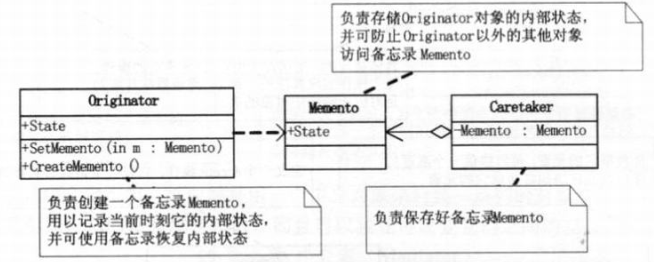 负责存储Originator对象的内部状态,
并可防止Originator以外的其他对象
访问备忘录Memento
Originator
+State
+SetMemento(in m : Memento)
+CreateMemento()
Memento
+State
Caretaker
-Memento : Memento
负责创建一个备忘录Memento,
用以记录当前时刻它的内部状态,
并可使用备忘录恢复内部状态
负责保存好备忘录Memento